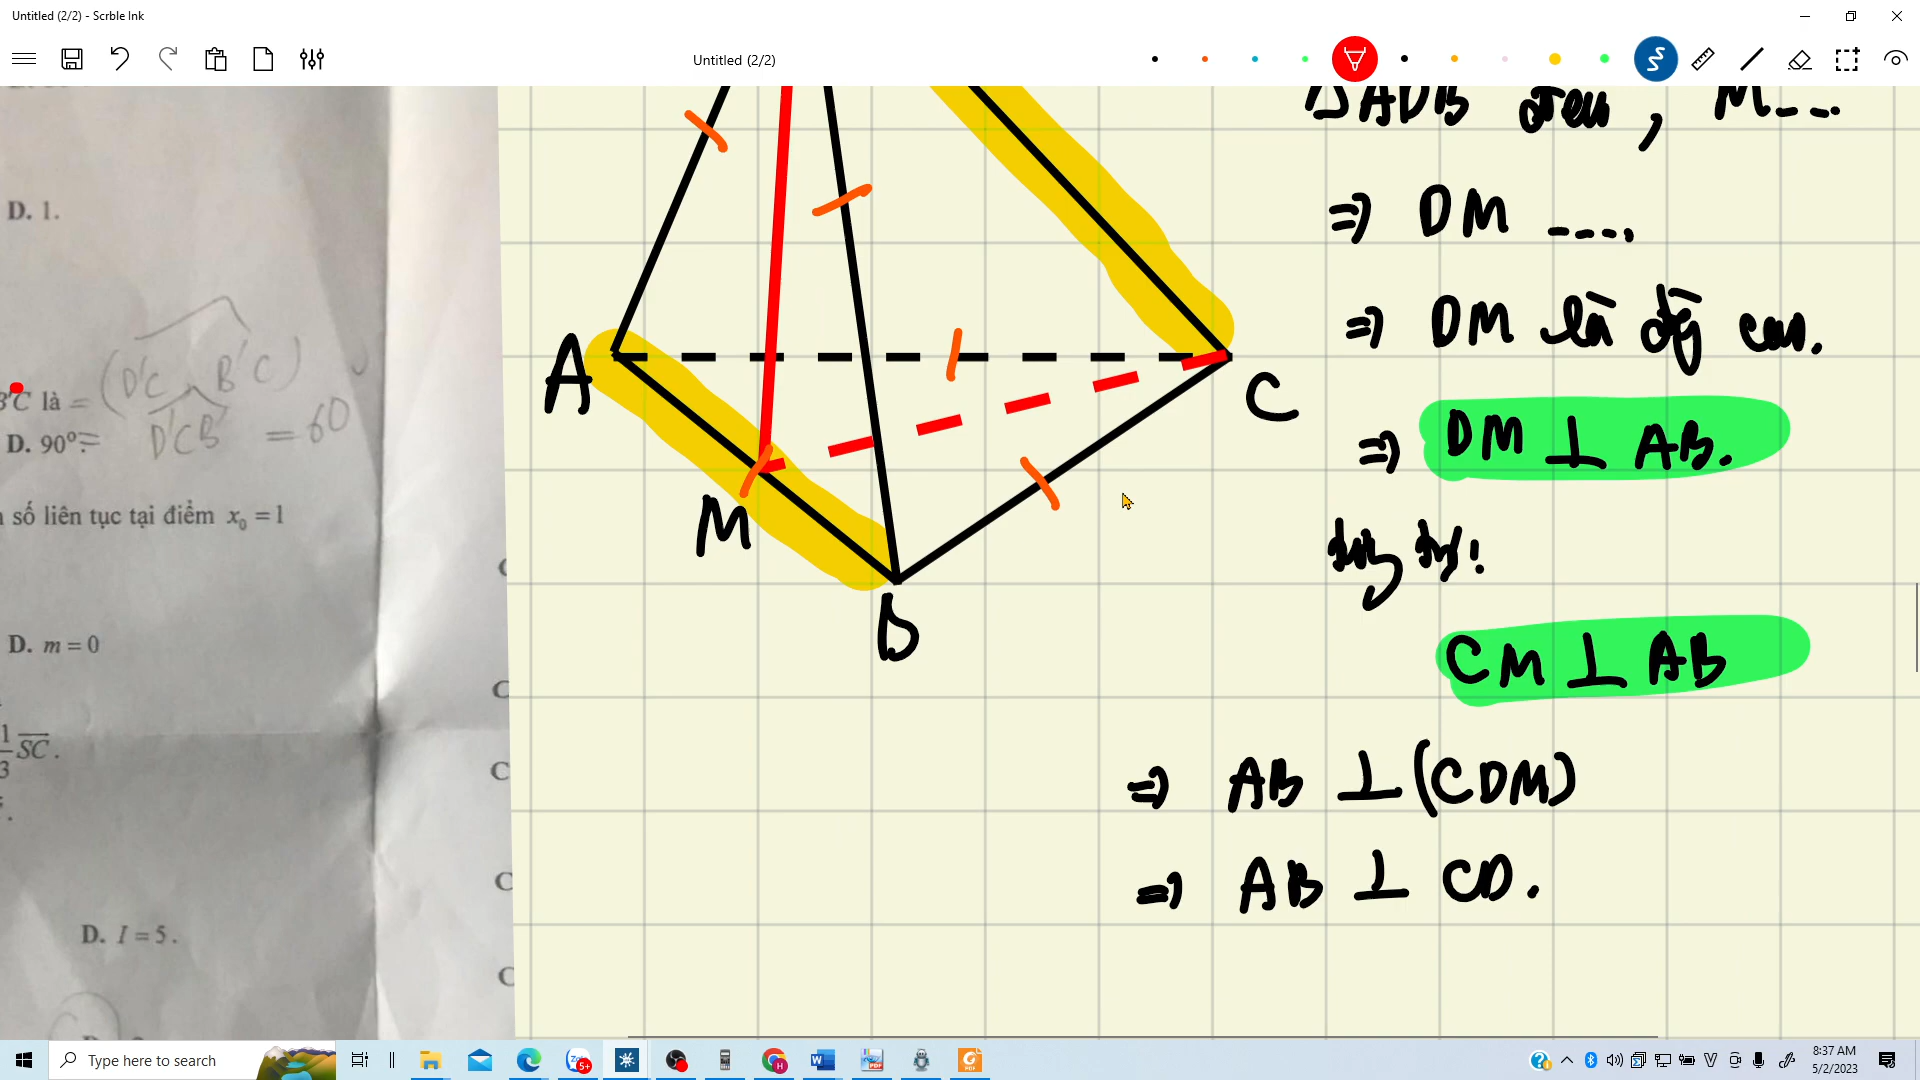 Untitled (2/2) - Scrble Ink
Untitled (2/2)
D. 1.
B'C là = (D'C, B'C)
D. 90° = D'CB' = 60
số liên tục tại điểm x₀ = 1
D. m = 0
1/3 SC.
D. I = 5.
A
M
B
C
ΔADB đều, M...
=> DM ....
=> DM là đg cao.
=> DM ⊥ AB.
CM ⊥ AB
=> AB ⊥ (CDM)
=> AB ⊥ CD.
Type here to search
5+
8:37 AM
5/2/2023